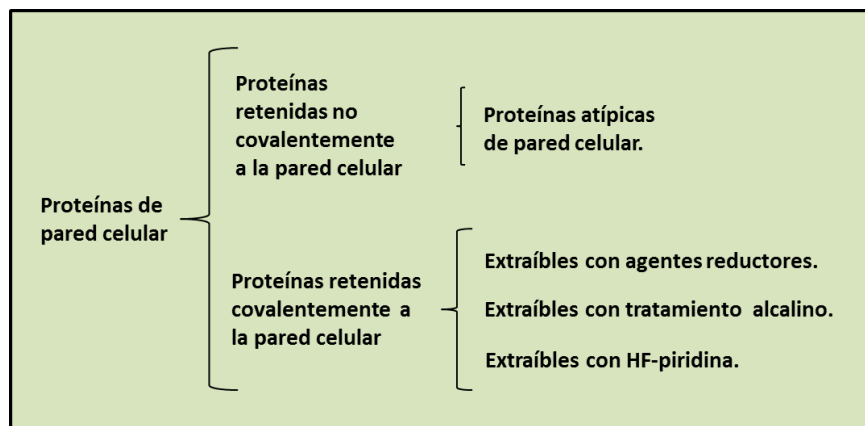 Proteínas de
pared celular
Proteínas
retenidas no
covalentemente
a la pared celular
Proteínas atípicas
de pared celular.
Proteínas retenidas
covalentemente a
la pared celular
Extraíbles con agentes reductores.
Extraíbles con tratamiento alcalino.
Extraíbles con HF-piridina.